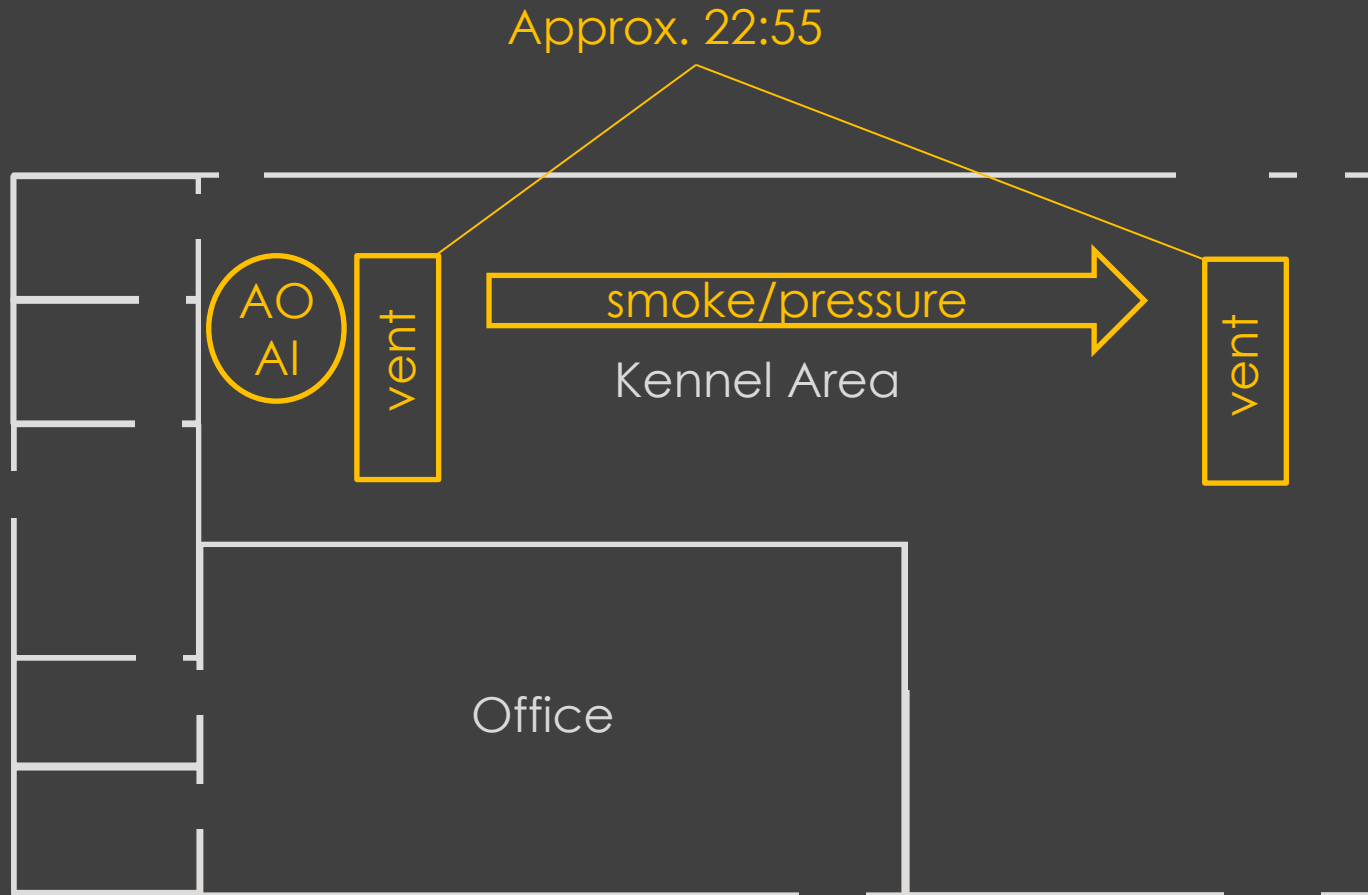 Approx. 22:55
AO
AI
vent
smoke/pressure
vent
Kennel Area
Office